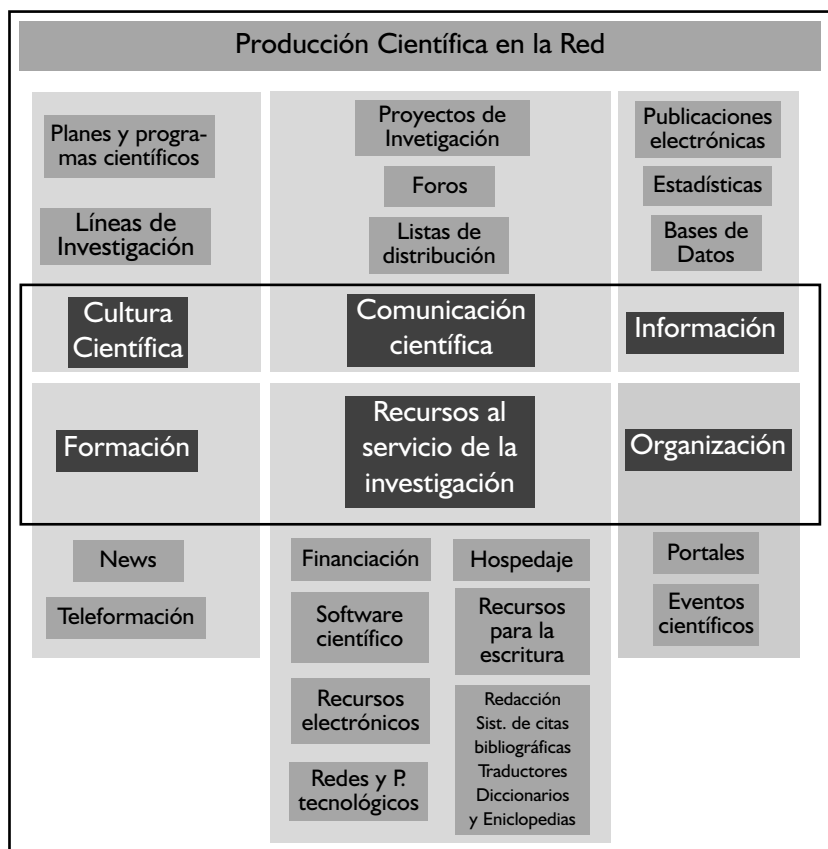 Producción Científica en la Red
Planes y progra-
mas científicos
Líneas de
Investigación
Cultura
Científica
Proyectos de
Invetigación
Foros
Listas de
distribución
Comunicación
científica
Publicaciones
electrónicas
Estadísticas
Bases de
Datos
Información
Formación
News
Teleformación
Recursos al
servicio de la
investigación
Financiación
Software
científico
Recursos
electrónicos
Redes y P.
tecnológicos
Hospedaje
Recursos
para la
escritura
Redacción
Sist. de citas
bibliográficas
Traductores
Diccionarios
y Eniclopedias
Organización
Portales
Eventos
científicos